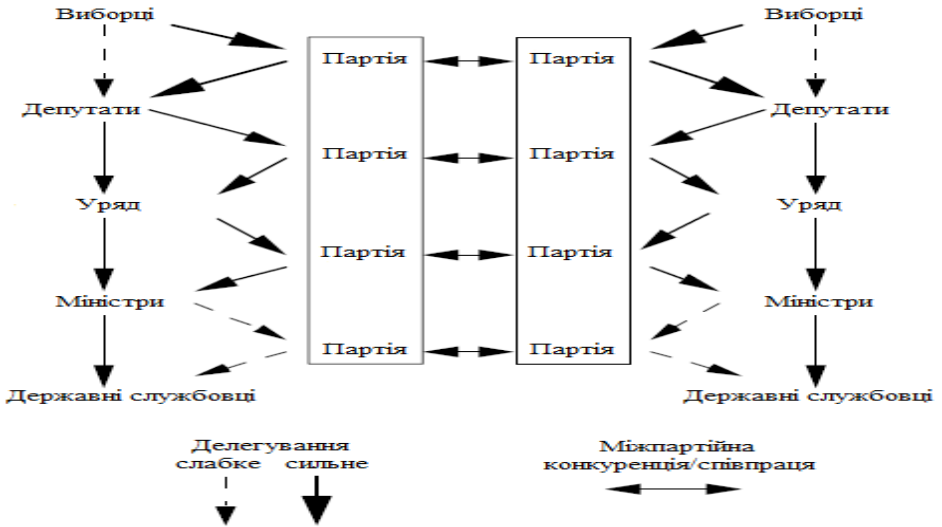 Виборці Виборці
Партія Партія
Депутати Депутати
Партія Партія
Уряд Уряд
Партія Партія
Міністри Міністри
Партія Партія
Державні службовці Державні службовці
Делегування
слабке сильне
Міжпартійна
конкуренція/співпраця